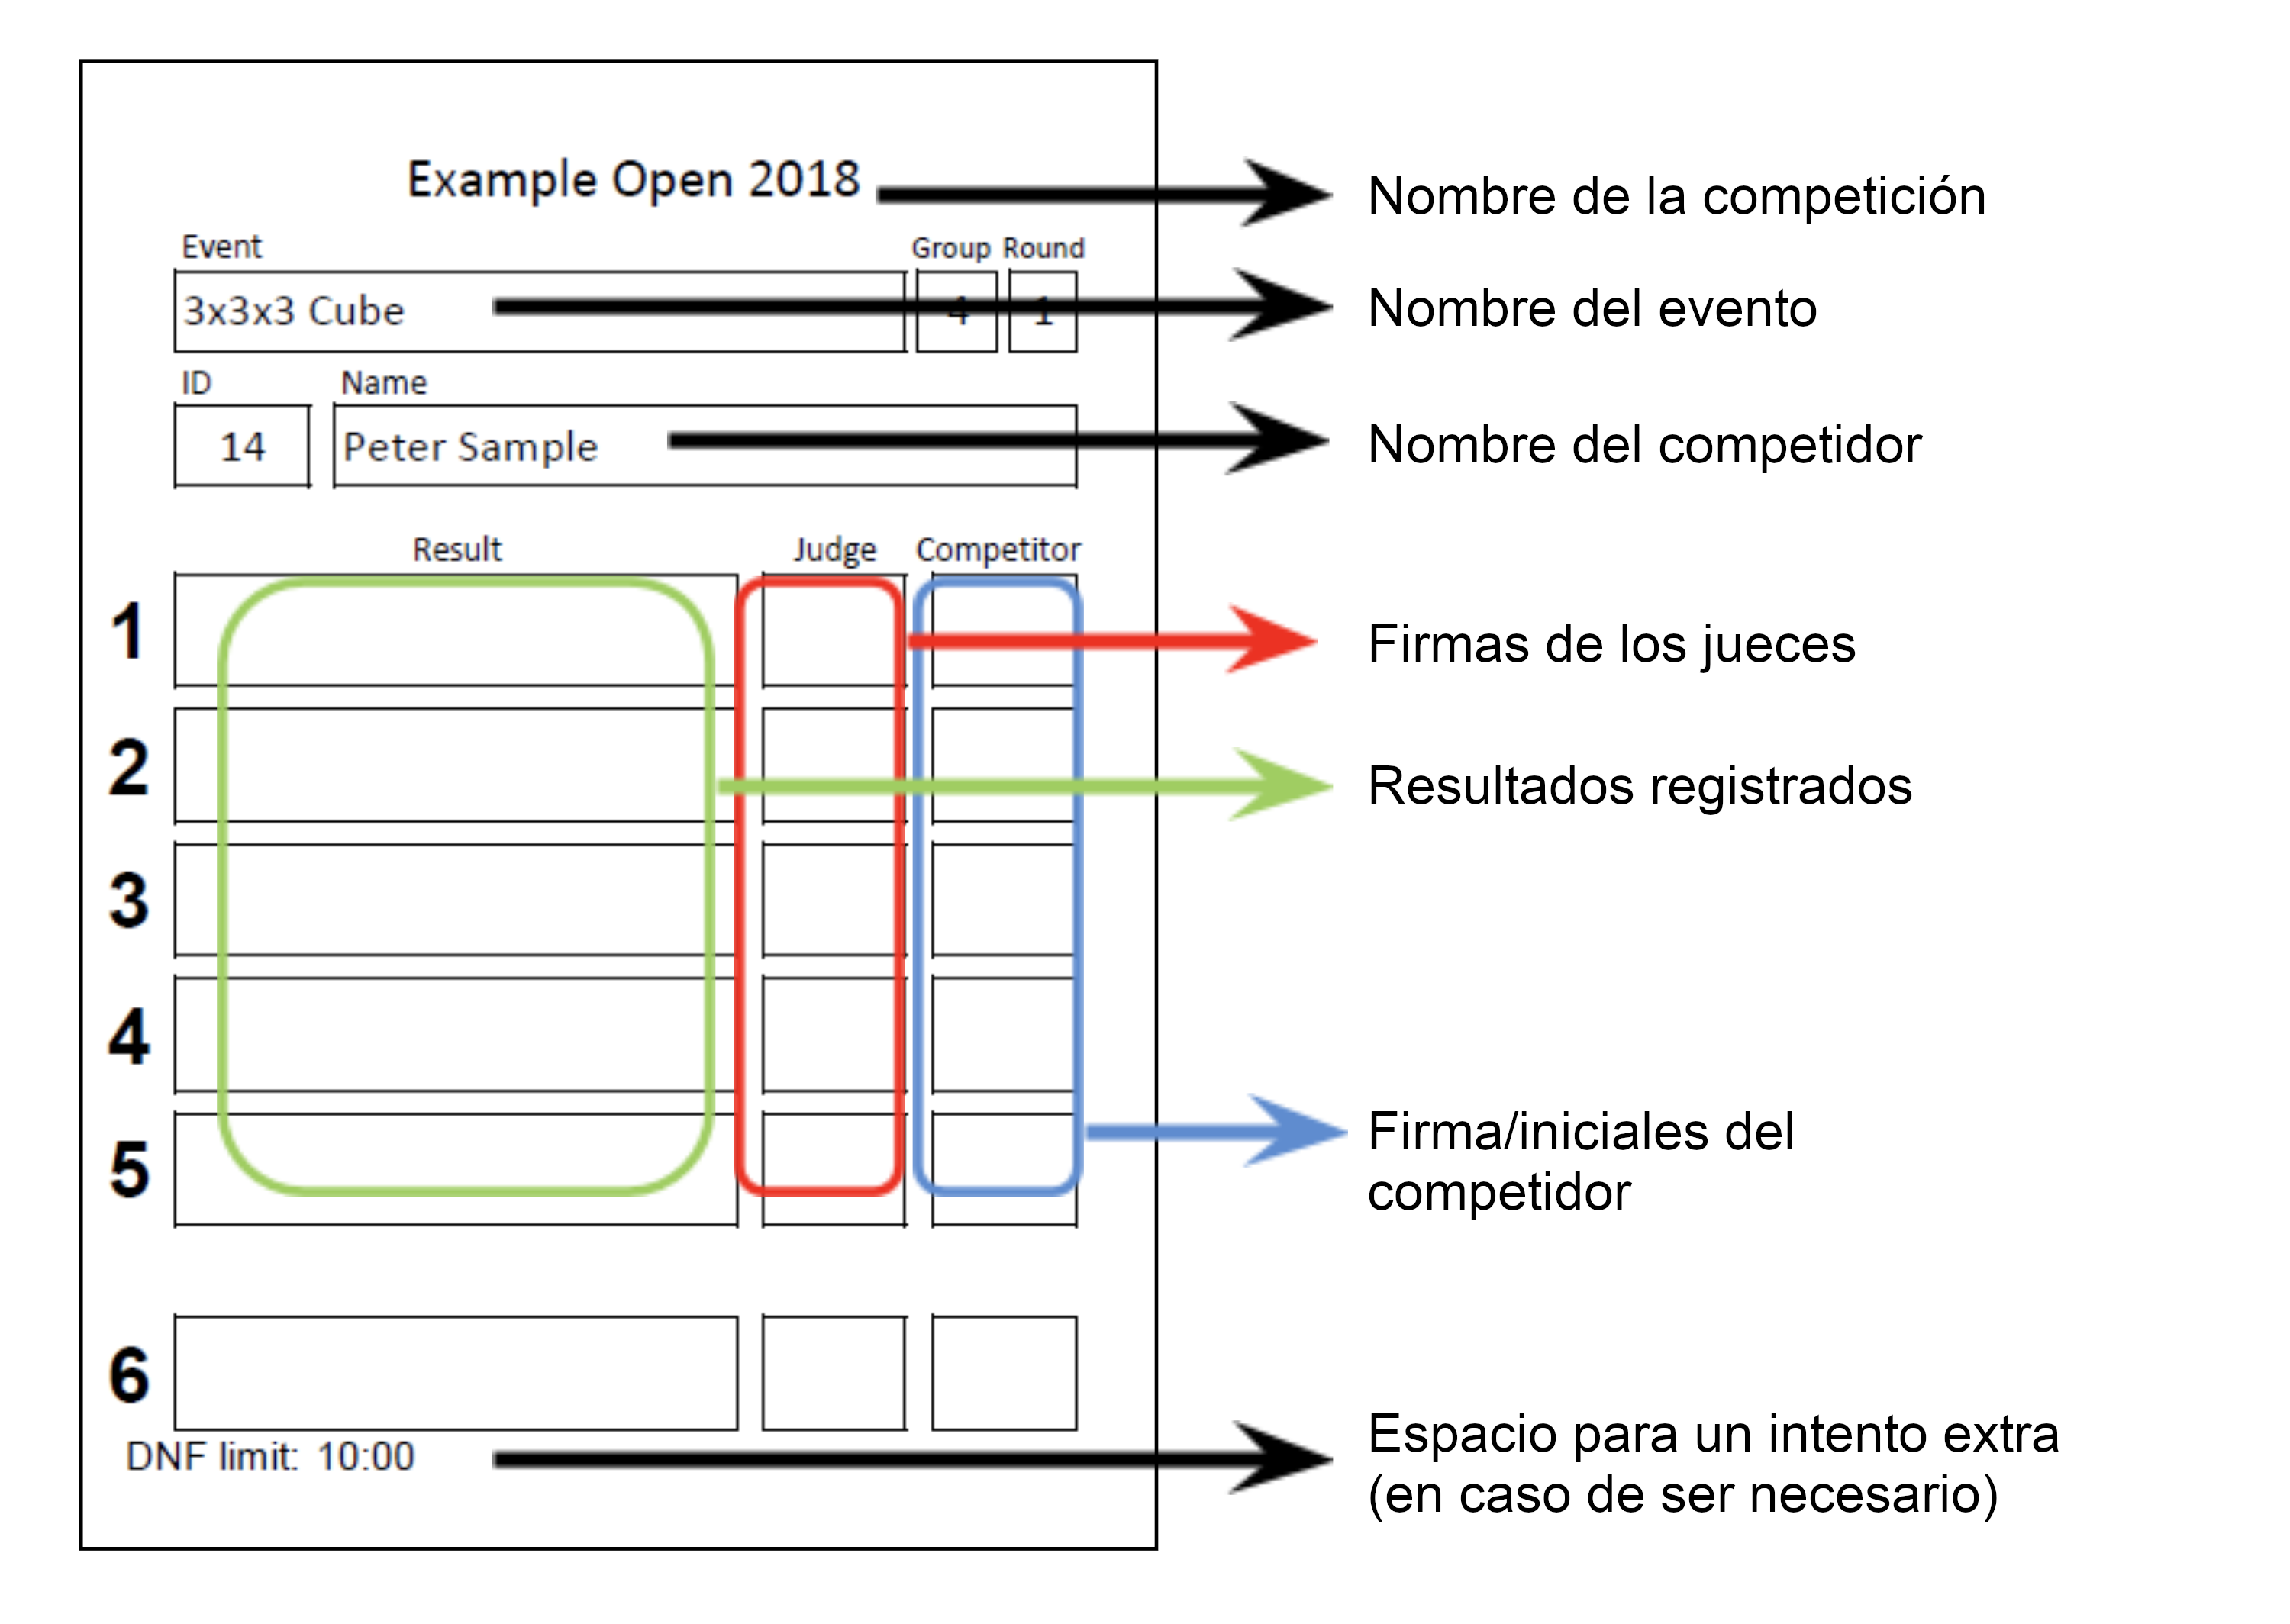 Example Open 2018
Nombre de la competición
Event
Group
Round
3x3x3 Cube
4
1
Nombre del evento
ID
Name
14
Peter Sample
Nombre del competidor
Result
Judge
Competitor
1
Firmas de los jueces
2
Resultados registrados
3
4
5
Firma/iniciales del
competidor
6
DNF limit: 10:00
Espacio para un intento extra
(en caso de ser necesario)